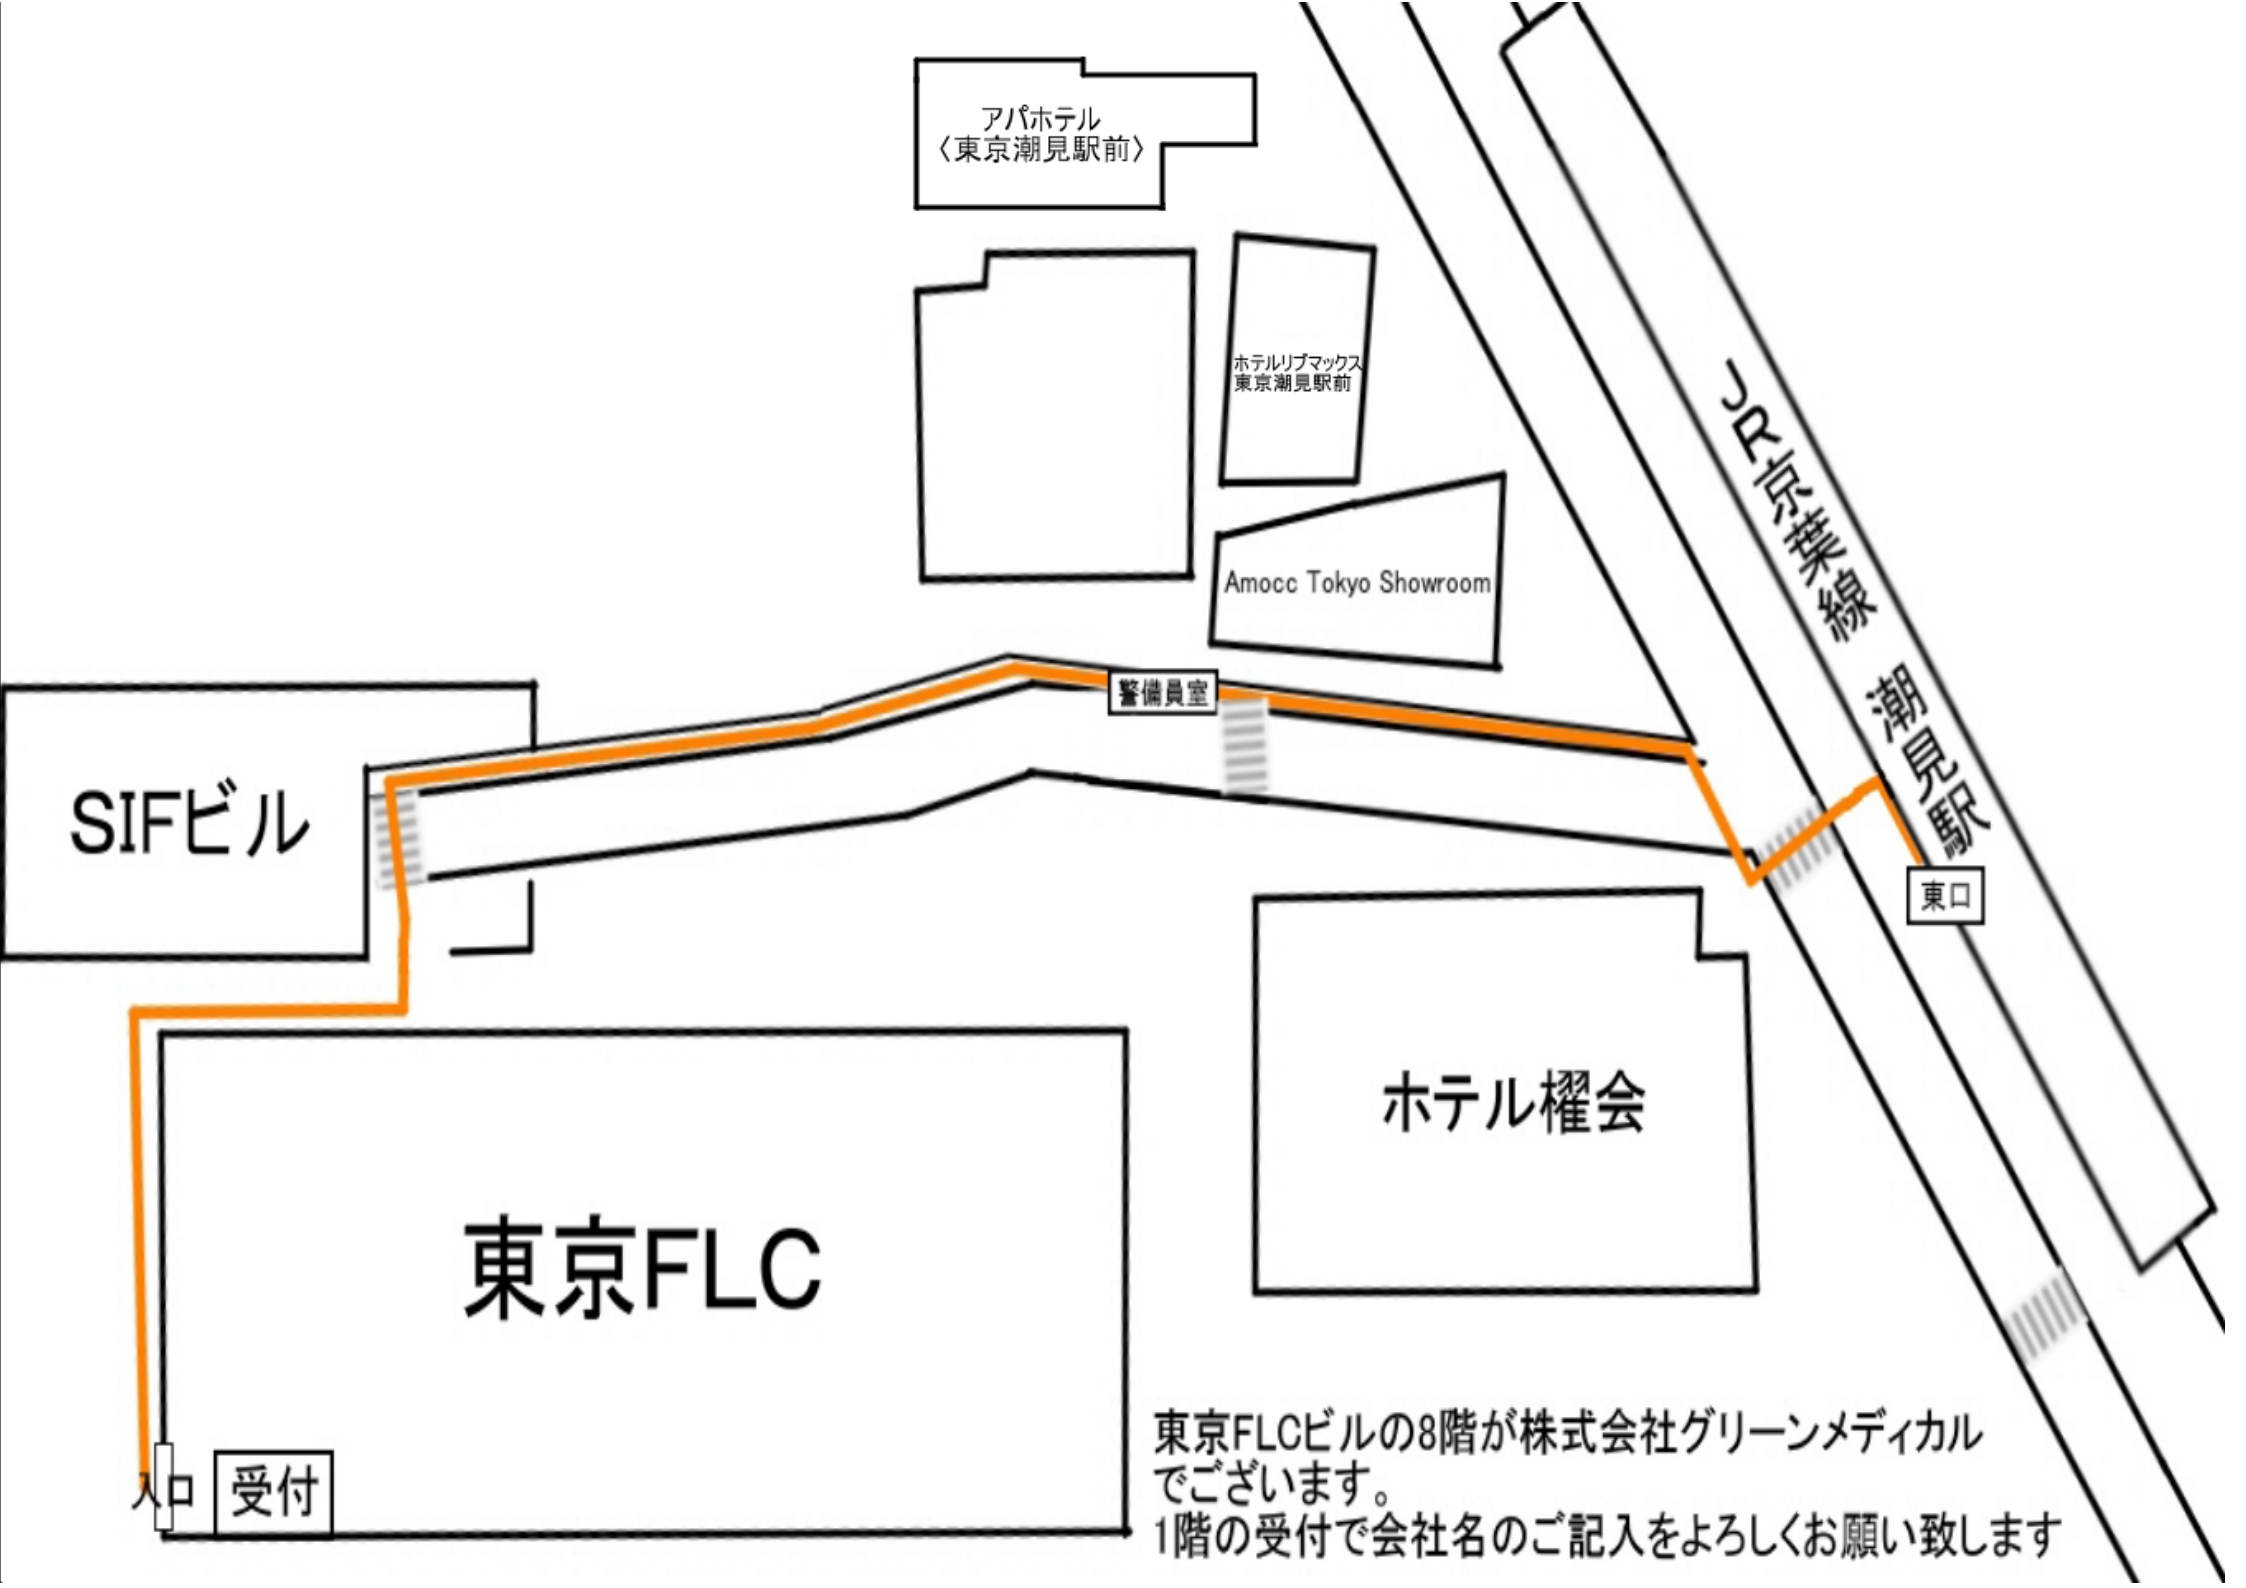 アパホテル
〈東京潮見駅前〉
ホテルリブマックス
東京潮見駅前
Amocc Tokyo Showroom
JR京葉線 潮見駅
警備員室
東口
SIFビル
ホテル櫂会
東京FLC
入口
受付
東京FLCビルの8階が株式会社グリーンメディカル
でございます。
1階の受付で会社名のご記入をよろしくお願い致します